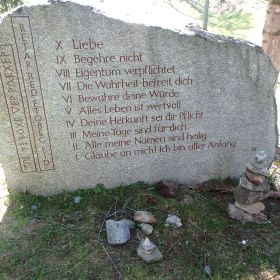 X Liebe
IX Begehre nicht
VIII Eigentum verpflichtet
VII Die Wahrheit befreit dich
VI Bewahre deine Würde
V Alles Leben ist wertvoll
IV Deine Herkunft sei dir Pflicht
III Meine Tage sind für dich
II Alle meine Namen sind heilig
I Glaube an mich! Ich bin aller Anfang